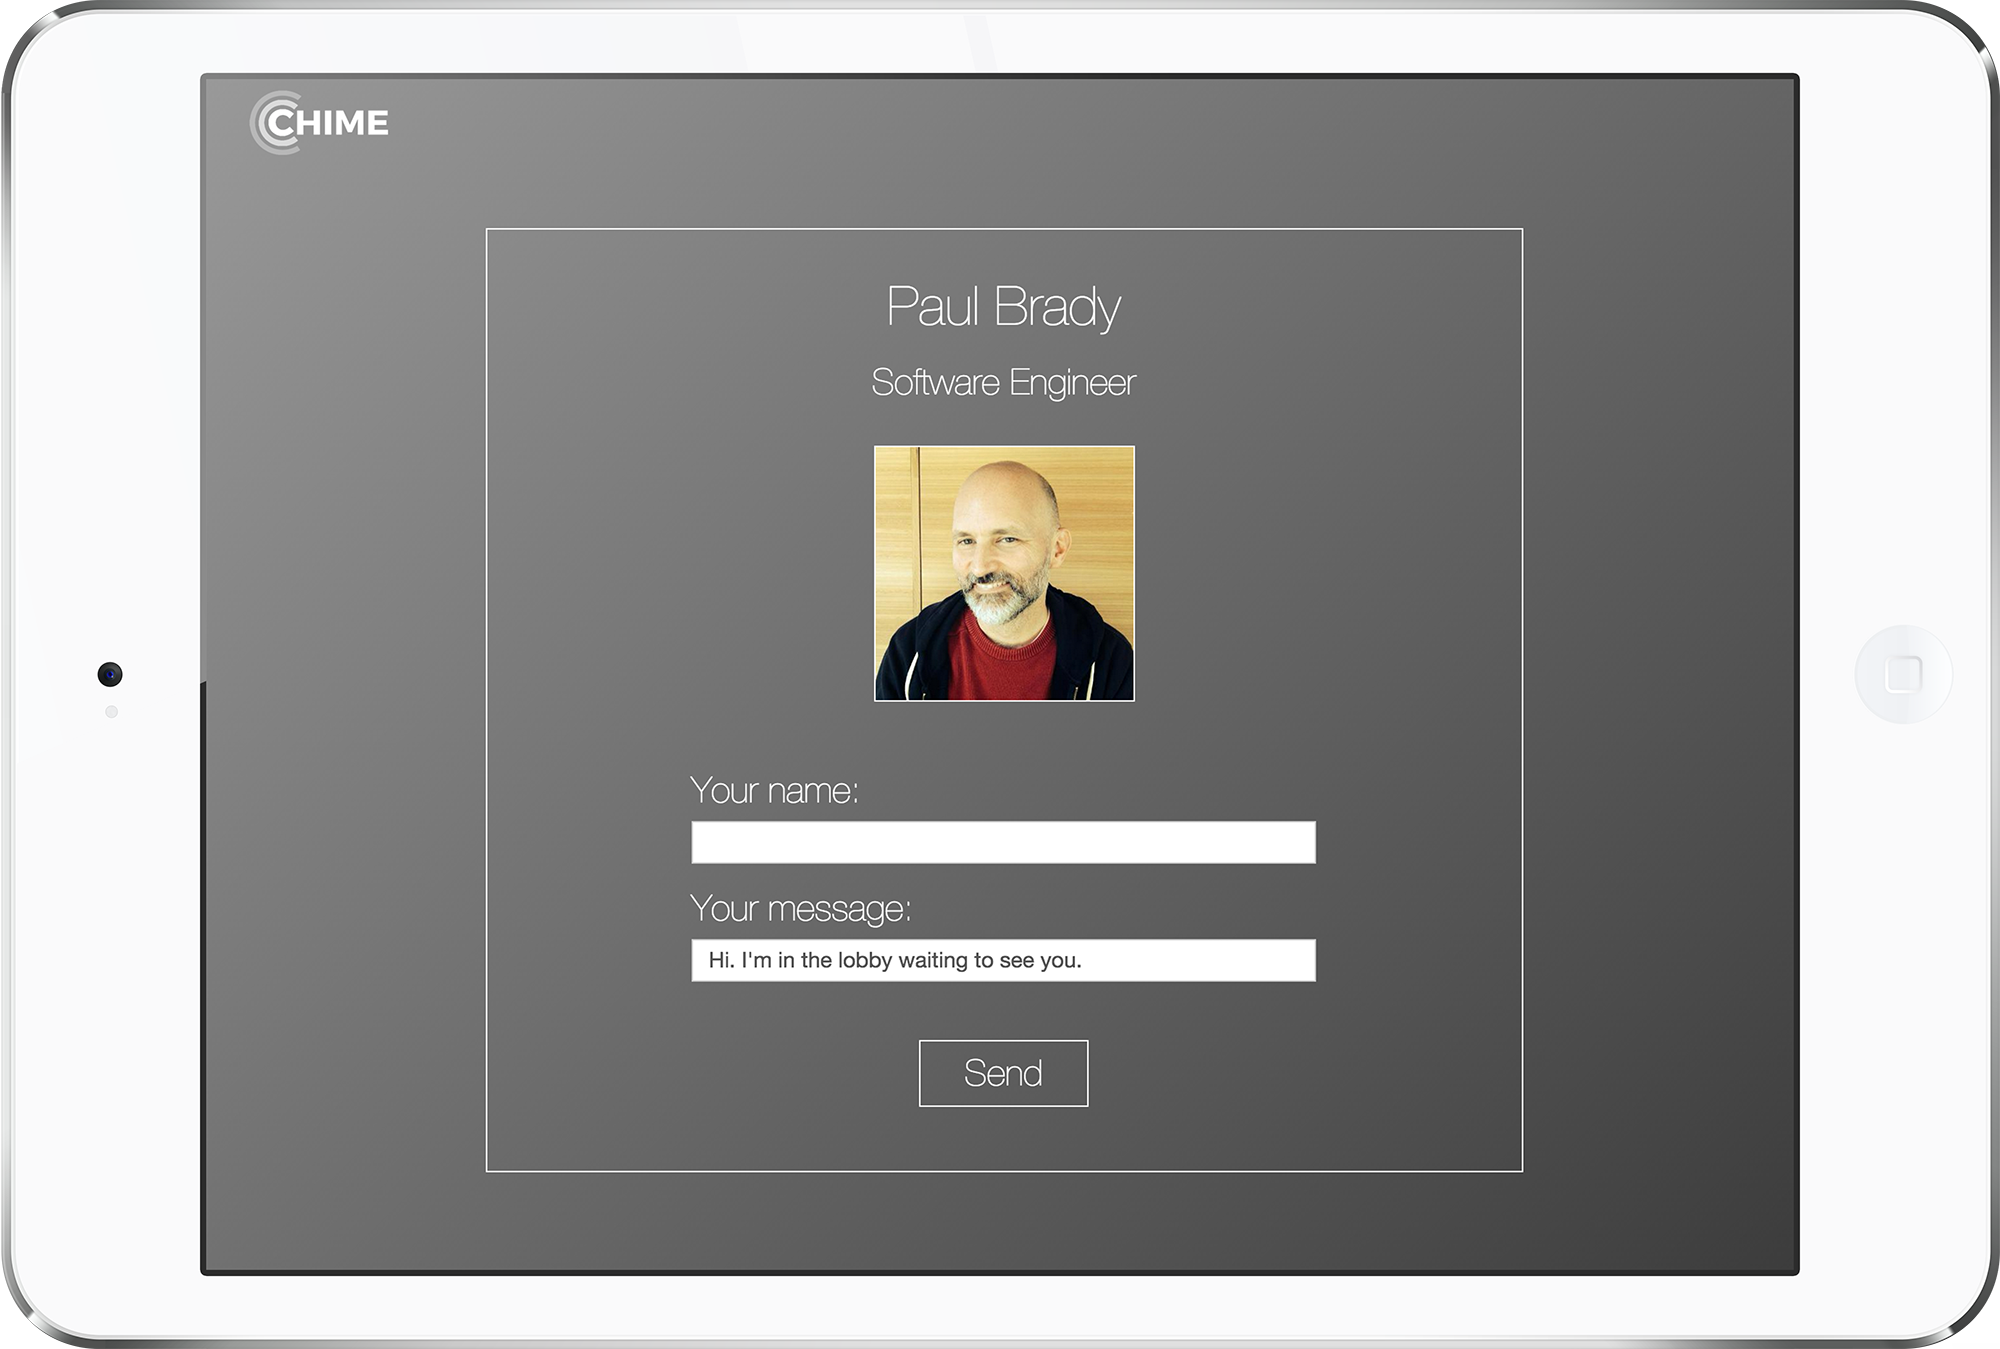 CHIME
Paul Brady
Software Engineer
Your name:
Your message:
Hi. I'm in the lobby waiting to see you.
Send